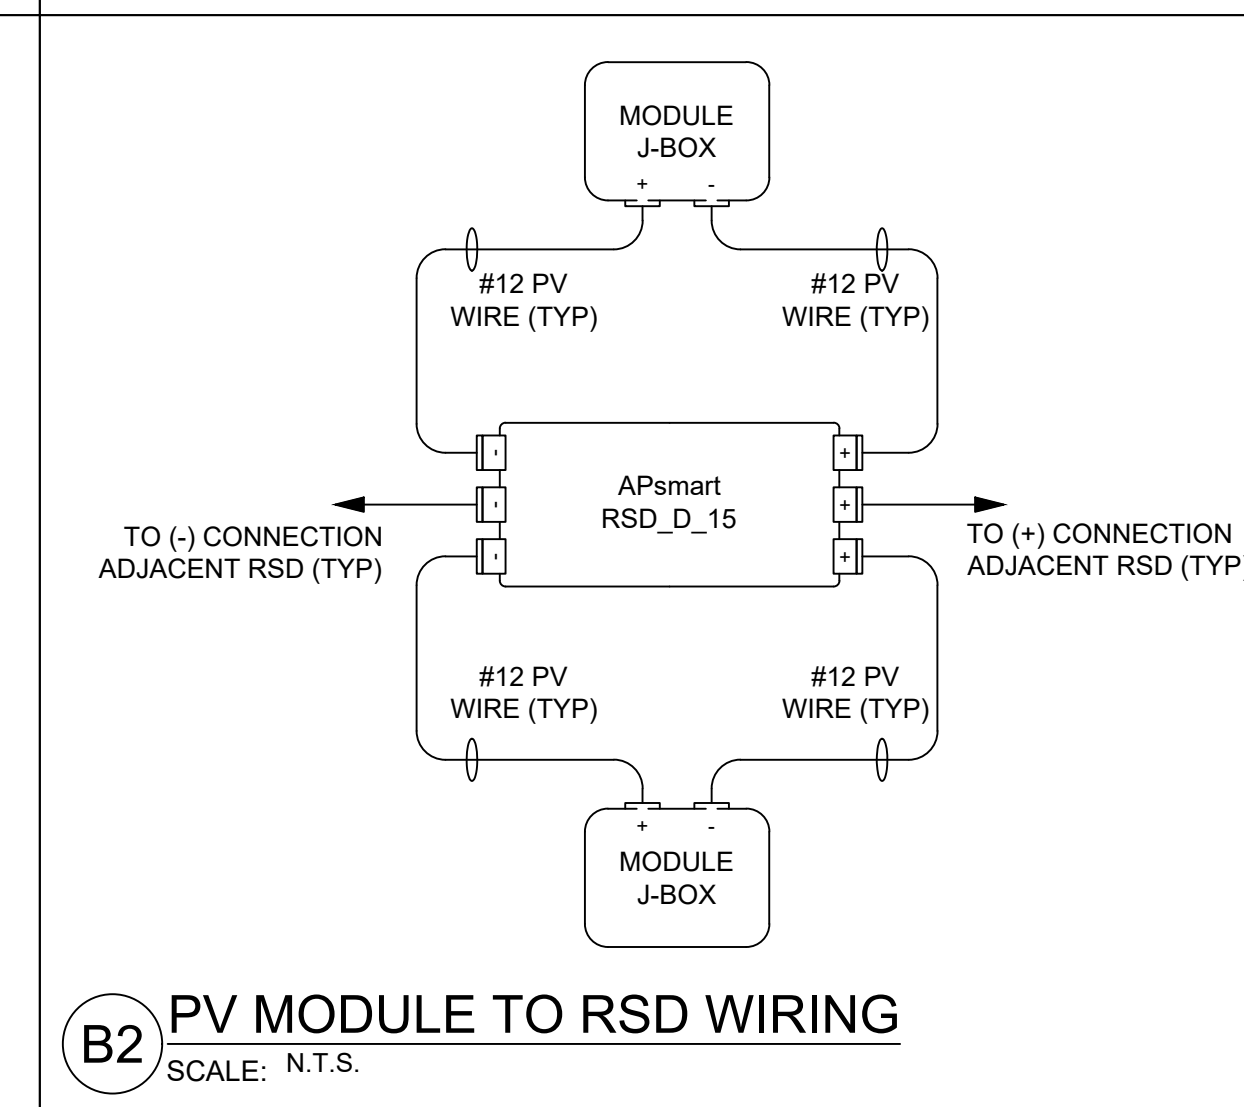 MODULE
J-BOX
+ -
#12 PV
WIRE (TYP)
#12 PV
WIRE (TYP)
- +
APsmart
RSD_D_15
- +
- +
TO (-) CONNECTION
ADJACENT RSD (TYP)
TO (+) CONNECTION
ADJACENT RSD (TYP)
#12 PV
WIRE (TYP)
#12 PV
WIRE (TYP)
+ -
MODULE
J-BOX
B2
PV MODULE TO RSD WIRING
SCALE: N.T.S.